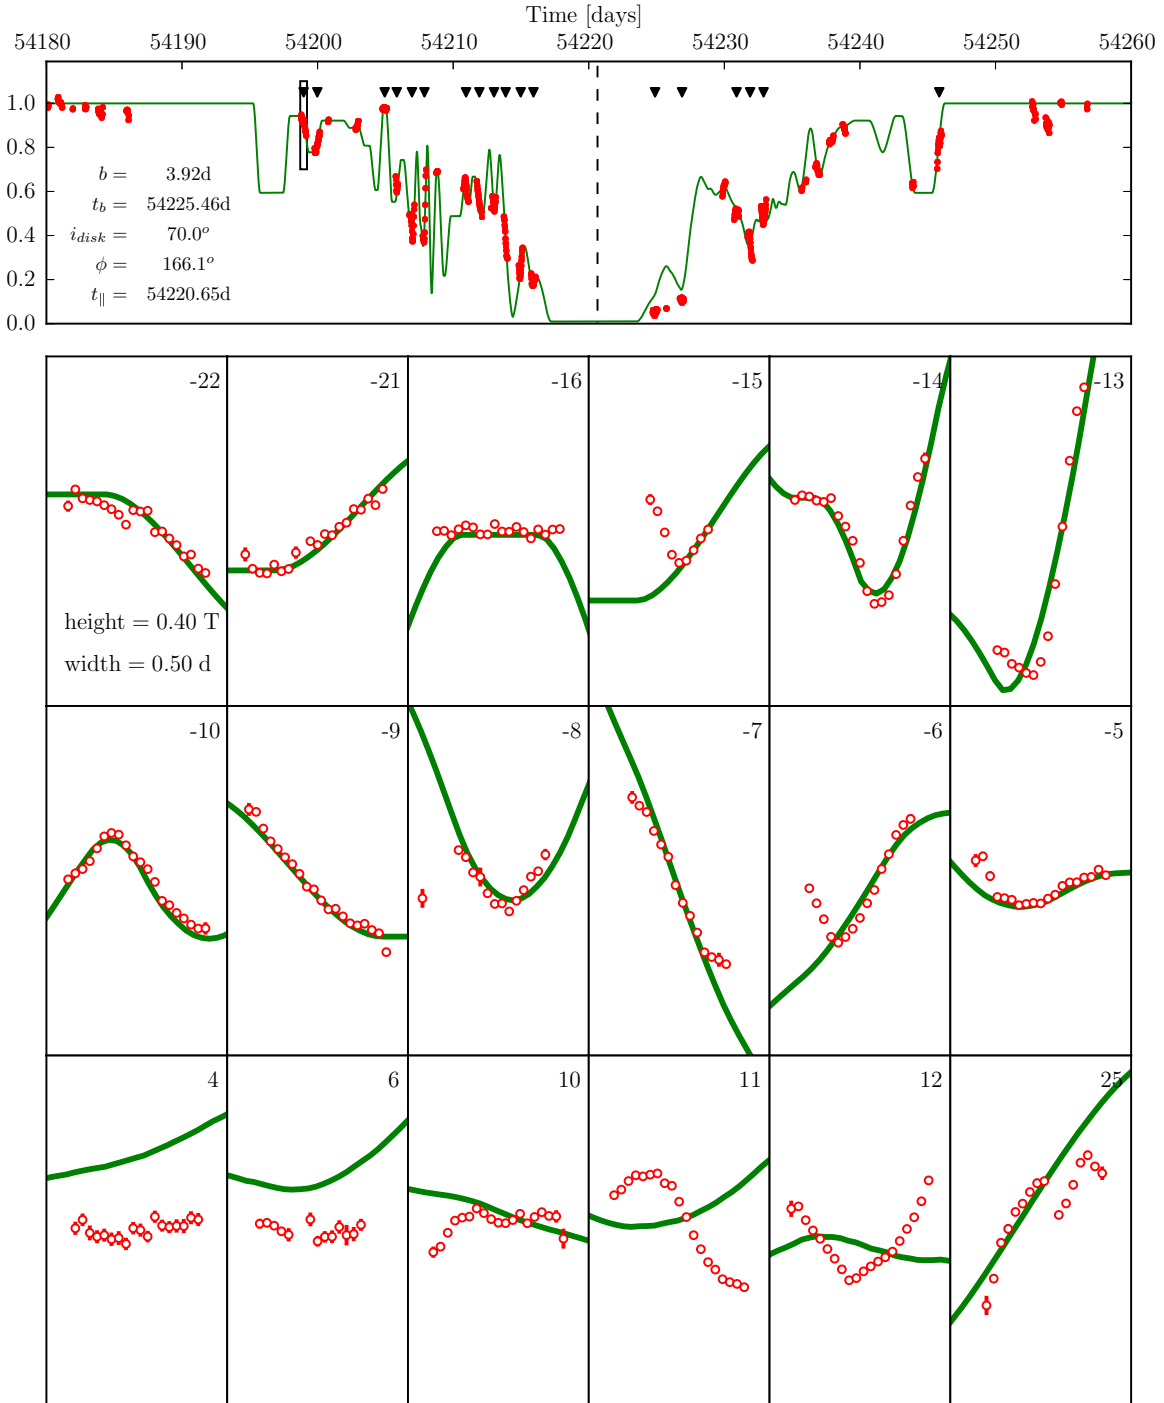 Time [days]
54180 54190 54200 54210 54220 54230 54240 54250 54260
1.0
0.8
0.6
0.4
0.2
0.0
b = 3.92d
t_b = 54225.46d
i_disk = 70.0°
φ = 166.1°
t_∥ = 54220.65d
-22 -21 -16 -15 -14 -13
height = 0.40 T
width = 0.50 d
-10 -9 -8 -7 -6 -5
4 6 10 11 12 25